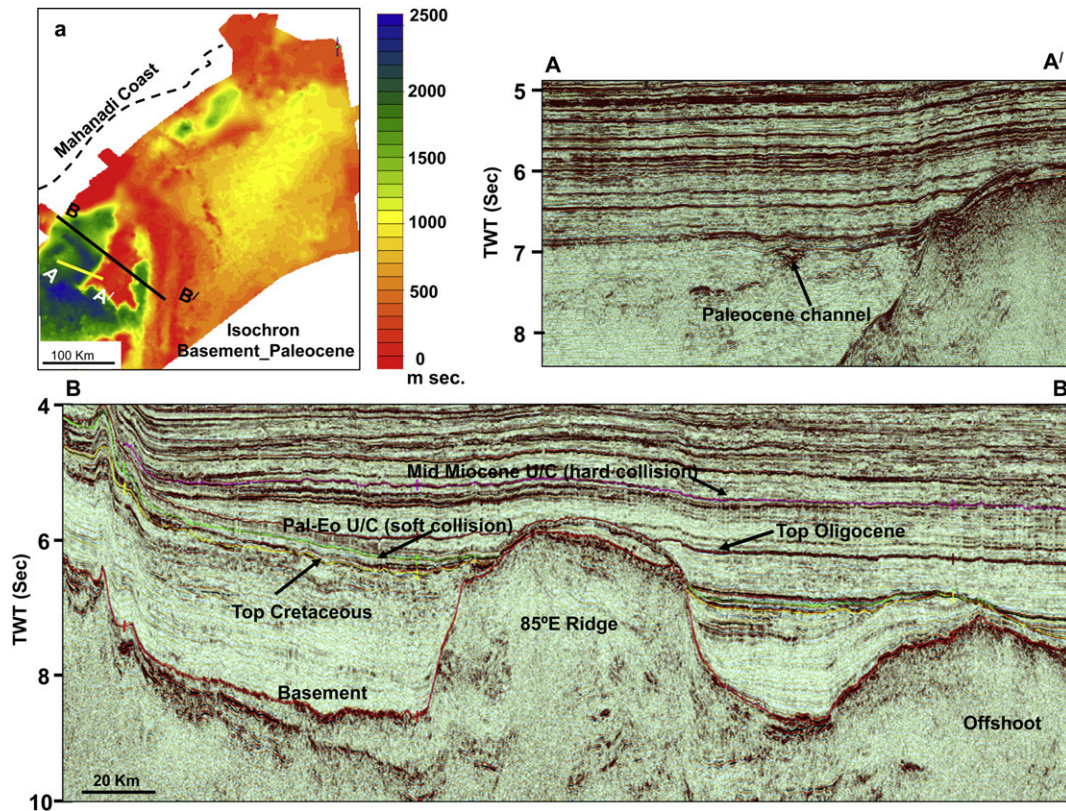 a
Mahanadi Coast
B
A
A/
B/
Isochron
Basement_Paleocene
100 Km
2500
2000
1500
1000
500
0
m sec.
A
A/
5
6
7
8
TWT (Sec)
Paleocene channel
B
B
4
6
8
10
TWT (Sec)
Mid Miocene U/C (hard collision)
Pal-Eo U/C (soft collision)
Top Oligocene
Top Cretaceous
85ºE Ridge
Basement
Offshoot
20 Km